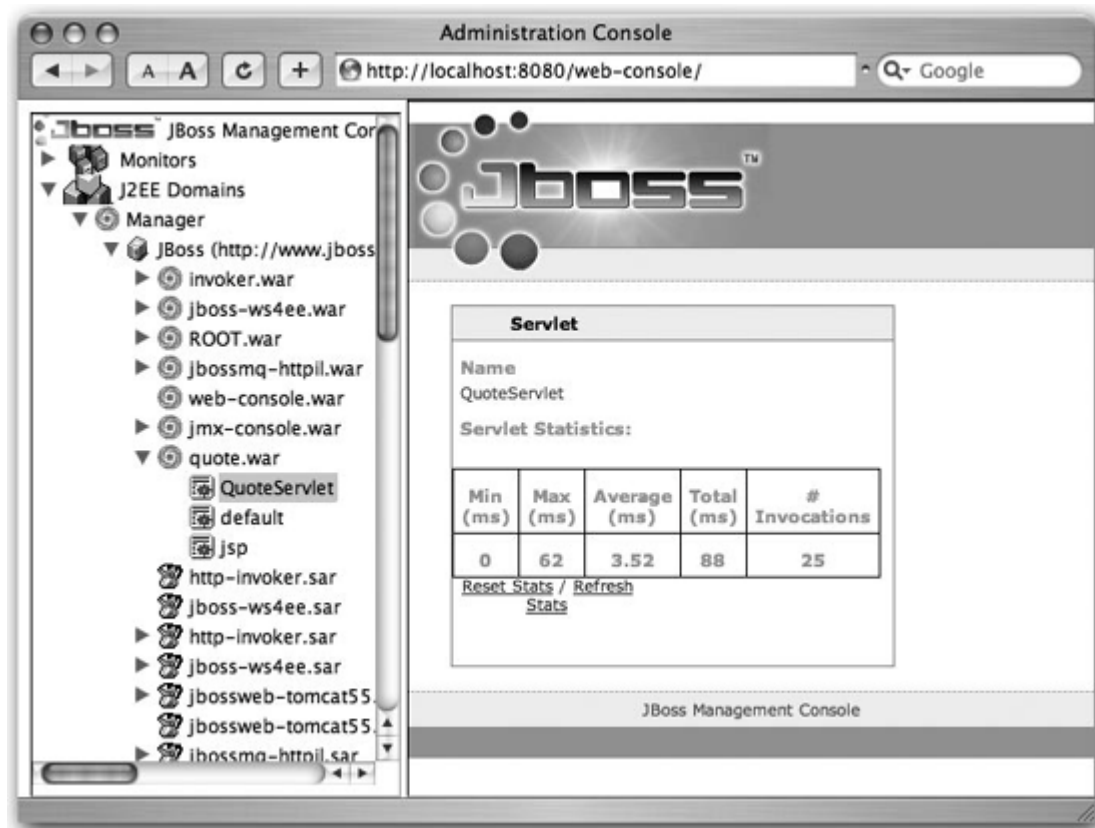 Administration Console
A A
http://localhost:8080/web-console/
Google
Jboss JBoss Management Con
Monitors
J2EE Domains
Manager
JBoss (http://www.jboss
invoker.war
jboss-ws4ee.war
ROOT.war
jbossmq-httpil.war
web-console.war
jmx-console.war
quote.war
QuoteServlet
default
jsp
http-invoker.sar
jboss-ws4ee.sar
http-invoker.sar
jboss-ws4ee.sar
jbossweb-tomcat55.
jbossweb-tomcat55.
jbossmq-httpil.sar
Jboss TM
Servlet
Name
QuoteServlet
Servlet Statistics:
Min (ms) Max (ms) Average (ms) Total (ms) # Invocations
0 62 3.52 88 25
Reset Stats / Refresh
Stats
JBoss Management Console